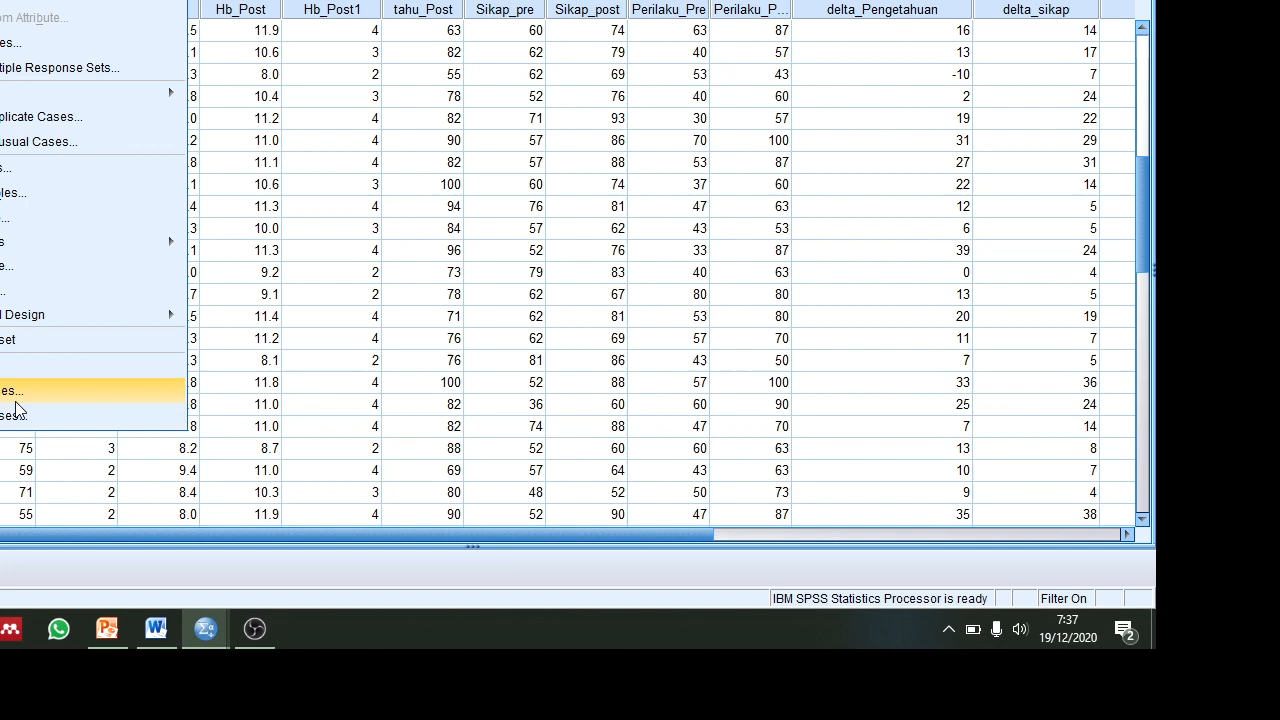 Hb_Post Hb_Post1 tahu_Post Sikap_pre Sikap_post Perilaku_Pre Perilaku_P... delta_Pengetahuan delta_sikap
om Attribute...
.5 11.9 4 63 60 74 63 87 16 14
es...
.1 10.6 3 82 62 79 40 57 13 17
tiple Response Sets...
.3 8.0 2 55 62 69 53 43 -10 7
.8 10.4 3 78 52 76 40 60 2 24
plicate Cases...
.0 11.2 4 82 71 93 30 57 19 22
usual Cases...
.2 11.0 4 90 57 86 70 100 31 29
s...
.8 11.1 4 82 57 88 53 87 27 31
les...
.1 10.6 3 100 60 74 37 60 22 14
...
.4 11.3 4 94 76 81 47 63 12 5
s
.3 10.0 3 84 57 62 43 53 6 5
.1 11.3 4 96 52 76 33 87 39 24
e...
.0 9.2 2 73 79 83 40 63 0 4
...
.7 9.1 2 78 62 67 80 80 13 5
l Design
.5 11.4 4 71 62 81 53 80 20 19
set
.3 11.2 4 76 62 69 57 70 11 7
.3 8.1 2 76 81 86 43 50 7 5
es...
.8 11.8 4 100 52 88 57 100 33 36
ses...
.8 11.0 4 82 36 60 60 90 25 24
.8 11.0 4 82 74 88 47 70 7 14
75 3 8.2 8.7 2 88 52 60 60 63 13 8
59 2 9.4 11.0 4 69 57 64 43 63 10 7
71 2 8.4 10.3 3 80 48 52 50 73 9 4
55 2 8.0 11.9 4 90 52 90 47 87 35 38
IBM SPSS Statistics Processor is ready Filter On
7:37
19/12/2020
2